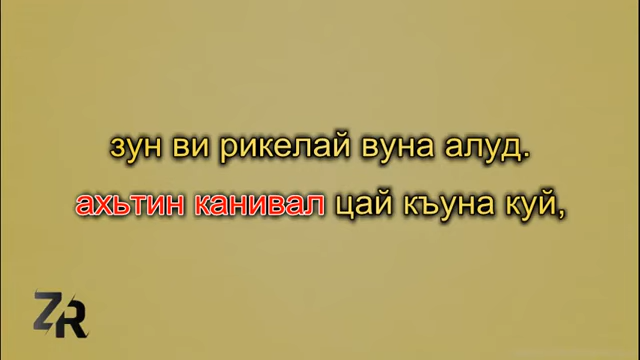 зун ви рикелай вуна алуд.
ахьтин канивал цай къуна куй,
ZR